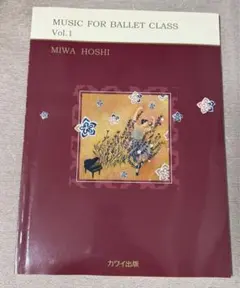 MUSIC FOR BALLET CLASS
Vol.1
MIWA HOSHI
カワイ出版